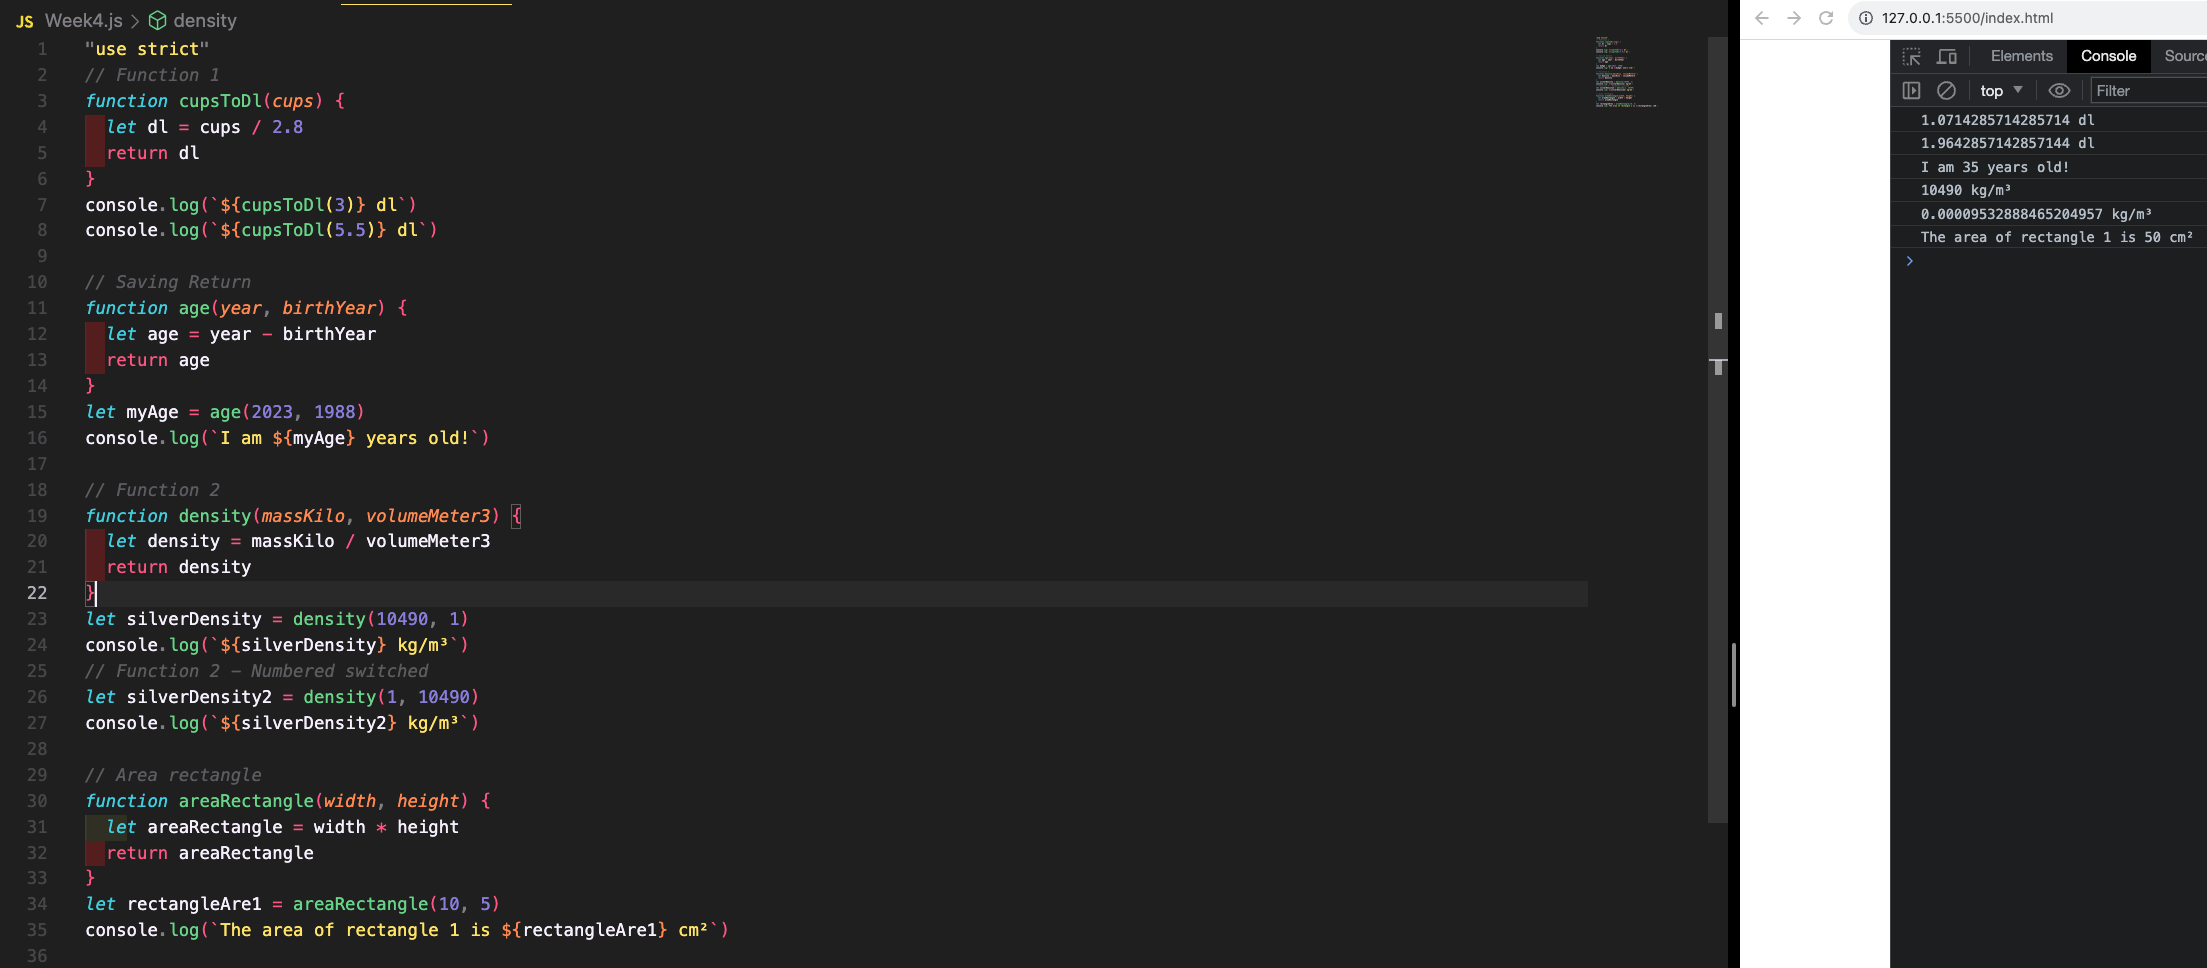 JS Week4.js > density
1 "use strict"
2 // Function 1
3 function cupsToDl(cups) {
4 let dl = cups / 2.8
5 return dl
6 }
7 console.log(`${cupsToDl(3)} dl`)
8 console.log(`${cupsToDl(5.5)} dl`)
9
10 // Saving Return
11 function age(year, birthYear) {
12 let age = year - birthYear
13 return age
14 }
15 let myAge = age(2023, 1988)
16 console.log(`I am ${myAge} years old!`)
17
18 // Function 2
19 function density(massKilo, volumeMeter3) {
20 let density = massKilo / volumeMeter3
21 return density
22 }
23 let silverDensity = density(10490, 1)
24 console.log(`${silverDensity} kg/m³`)
25 // Function 2 - Numbered switched
26 let silverDensity2 = density(1, 10490)
27 console.log(`${silverDensity2} kg/m³`)
28
29 // Area rectangle
30 function areaRectangle(width, height) {
31 let areaRectangle = width * height
32 return areaRectangle
33 }
34 let rectangleAre1 = areaRectangle(10, 5)
35 console.log(`The area of rectangle 1 is ${rectangleAre1} cm²`)
36
127.0.0.1:5500/index.html
Elements Console Sourc
top Filter
1.0714285714285714 dl
1.9642857142857144 dl
I am 35 years old!
10490 kg/m³
0.00009532888465204957 kg/m³
The area of rectangle 1 is 50 cm²
>